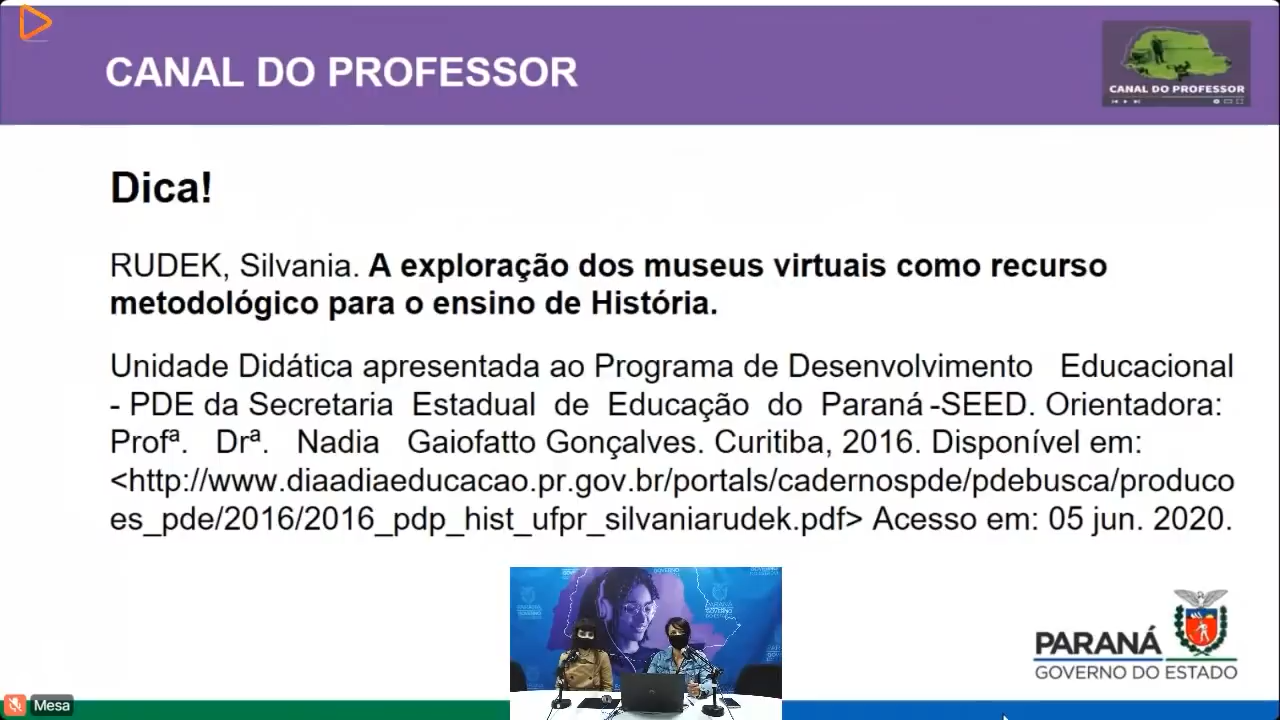 CANAL DO PROFESSOR
CANAL DO PROFESSOR
Dica!
RUDEK, Silvania. A exploração dos museus virtuais como recurso
metodológico para o ensino de História.
Unidade Didática apresentada ao Programa de Desenvolvimento Educacional
- PDE da Secretaria Estadual de Educação do Paraná -SEED. Orientadora:
Profª. Drª. Nadia Gaiofatto Gonçalves. Curitiba, 2016. Disponível em:
<http://www.diaadiaeducacao.pr.gov.br/portals/cadernospde/pdebusca/produco
es_pde/2016/2016_pdp_hist_ufpr_silvaniarudek.pdf> Acesso em: 05 jun. 2020.
PARANÁ
GOVERNO DO ESTADO
Mesa